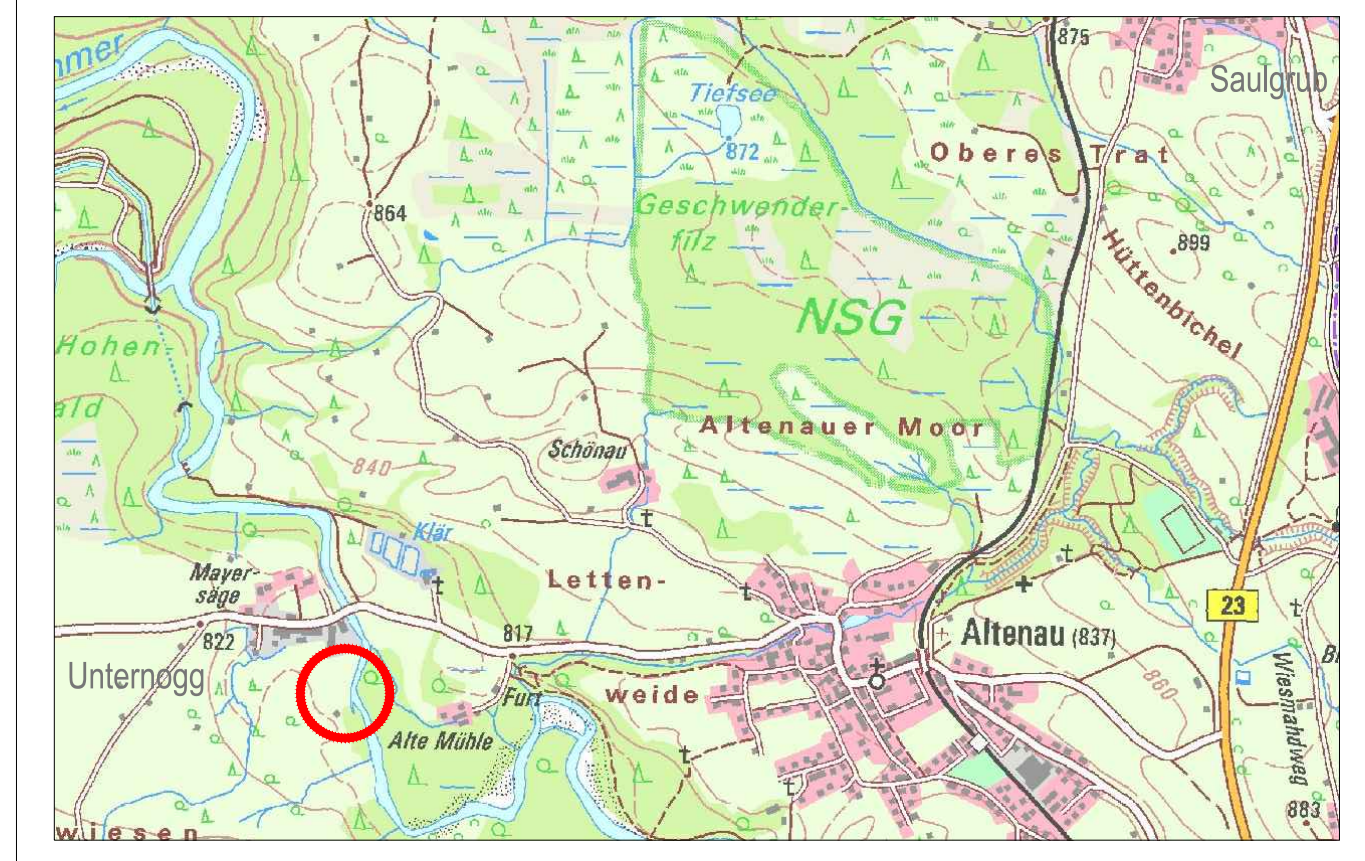 mmer
875
Saulgrub
Tiefsee
872
Oberes Trat
864
Geschwender-
filz
899
Hüttenbichel
NSG
Hohen-
ald
Altenauer Moor
Schönau
840
Klär
Mayer-
säge
Letten-
23
822
817
Altenau (837)
Unternogg
Furt
weide
860
Wiesmahdweg
Alte Mühle
883
wiesen